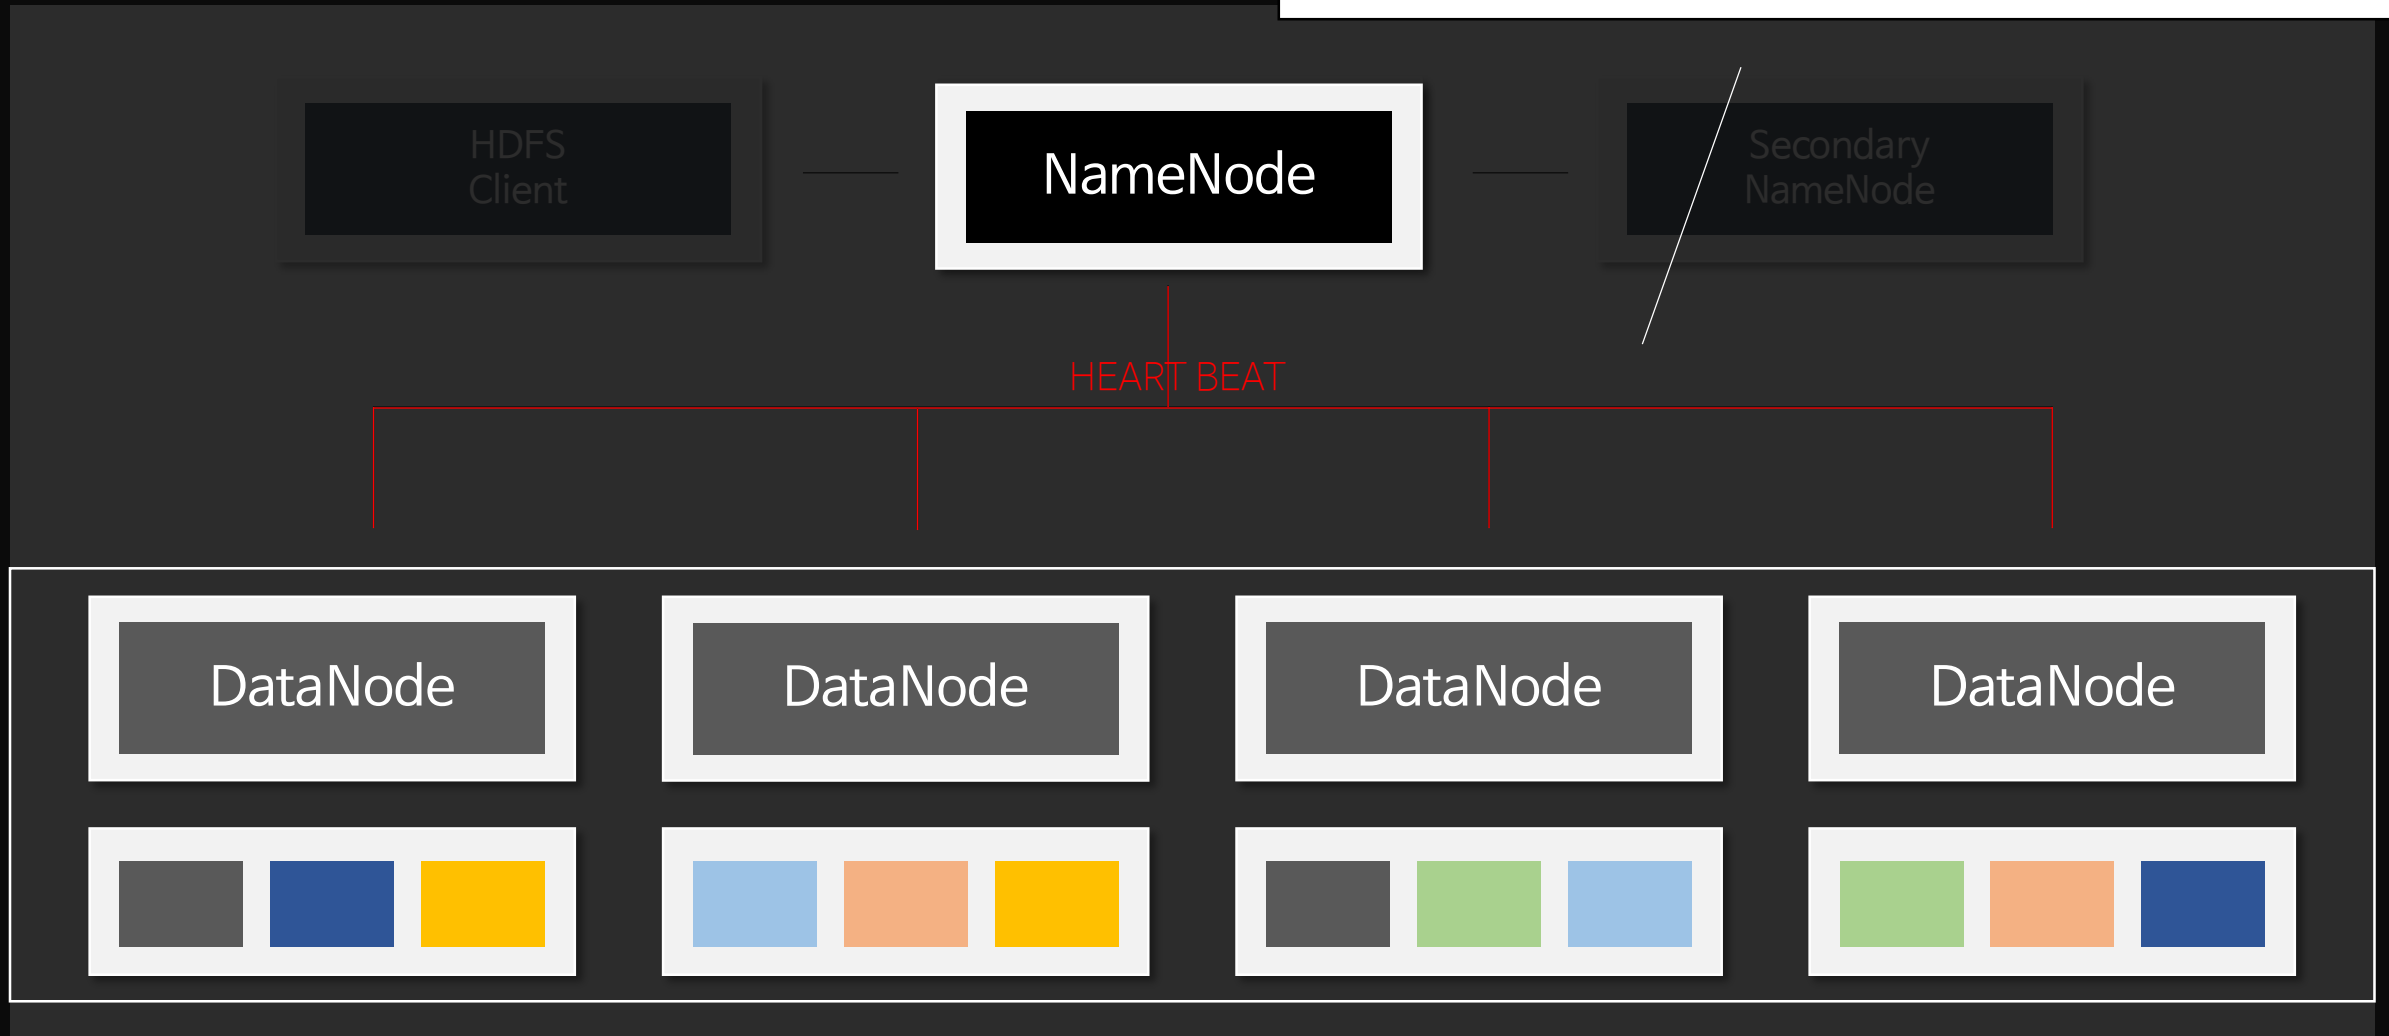 HDFS
Client
NameNode
Secondary
NameNode
HEART BEAT
DataNode
DataNode
DataNode
DataNode